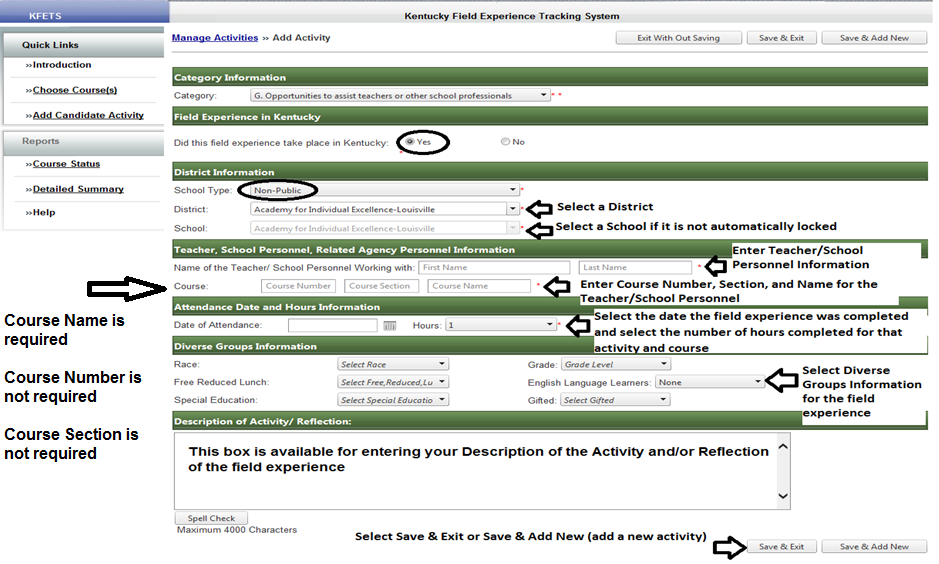 KFETS
Kentucky Field Experience Tracking System
Quick Links
»Introduction
»Choose Course(s)
»Add Candidate Activity
Reports
»Course Status
»Detailed Summary
»Help
Manage Activities » Add Activity
Exit With Out Saving
Save & Exit
Save & Add New
Category Information
Category: G. Opportunities to assist teachers or other school professionals * *
Field Experience in Kentucky
Did this field experience take place in Kentucky: Yes No
*
District Information
School Type: Non-Public *
District: Academy for Individual Excellence-Louisville * Select a District
School: Academy for Individual Excellence-Louisville * Select a School if it is not automatically locked
Teacher, School Personnel, Related Agency Personnel Information
Enter Teacher/School
Personnel Information
Name of the Teacher/ School Personnel Working with: First Name Last Name *
Course: Course Number Course Section Course Name *
Enter Course Number, Section, and Name for the
Teacher/School Personnel
Course Name is
required
Course Number is
not required
Course Section is
not required
Attendance Date and Hours Information
Date of Attendance: Hours: 1 *
Select the date the field experience was completed
and select the number of hours completed for that
activity and course
Diverse Groups Information
Race: Select Race Grade: Grade Level
Free Reduced Lunch: Select Free,Reduced,Lu English Language Learners: None
Special Education: Select Special Educatio Gifted: Select Gifted
Select Diverse
Groups Information
for the field
experience
Description of Activity/ Reflection:
This box is available for entering your Description of the Activity and/or Reflection
of the field experience
Spell Check
Maximum 4000 Characters
Select Save & Exit or Save & Add New (add a new activity)
Save & Exit
Save & Add New